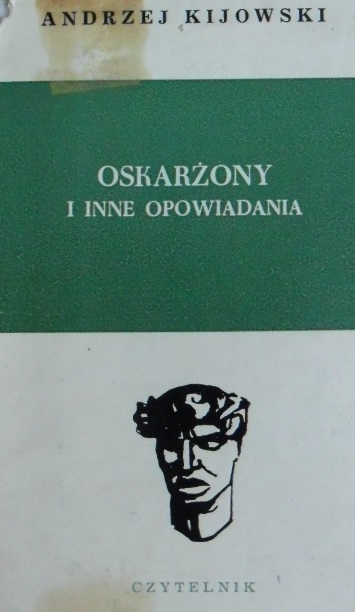 ANDRZEJ KIJOWSKI
OSKARŻONY
I INNE OPOWIADANIA
CZYTELNIK